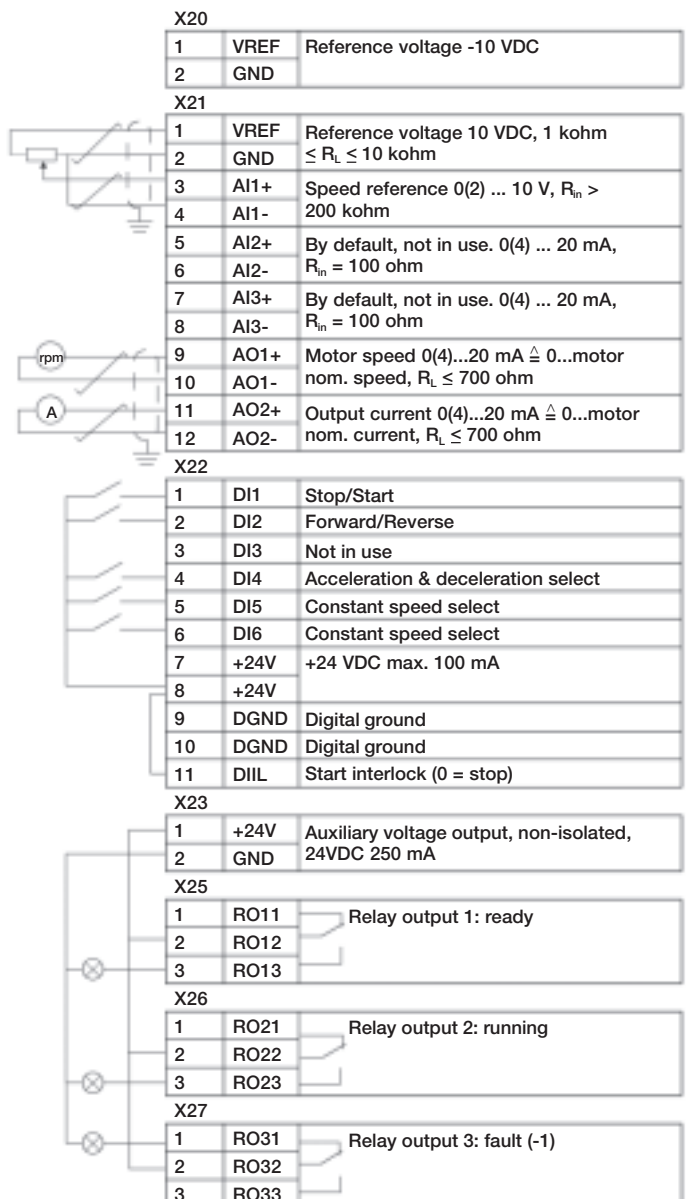 X20
1 VREF Reference voltage -10 VDC
2 GND
X21
1 VREF Reference voltage 10 VDC, 1 kohm
2 GND ≤ RL ≤ 10 kohm
3 AI1+ Speed reference 0(2) ... 10 V, Rin >
4 AI1- 200 kohm
5 AI2+ By default, not in use. 0(4) ... 20 mA,
6 AI2- Rin = 100 ohm
7 AI3+ By default, not in use. 0(4) ... 20 mA,
8 AI3- Rin = 100 ohm
rpm 9 AO1+ Motor speed 0(4)...20 mA ≙ 0...motor
10 AO1- nom. speed, RL ≤ 700 ohm
A 11 AO2+ Output current 0(4)...20 mA ≙ 0...motor
12 AO2- nom. current, RL ≤ 700 ohm
X22
1 DI1 Stop/Start
2 DI2 Forward/Reverse
3 DI3 Not in use
4 DI4 Acceleration & deceleration select
5 DI5 Constant speed select
6 DI6 Constant speed select
7 +24V +24 VDC max. 100 mA
8 +24V
9 DGND Digital ground
10 DGND Digital ground
11 DIIL Start interlock (0 = stop)
X23
1 +24V Auxiliary voltage output, non-isolated,
2 GND 24VDC 250 mA
X25
1 RO11 Relay output 1: ready
2 RO12
3 RO13
X26
1 RO21 Relay output 2: running
2 RO22
3 RO23
X27
1 RO31 Relay output 3: fault (-1)
2 RO32
3 RO33